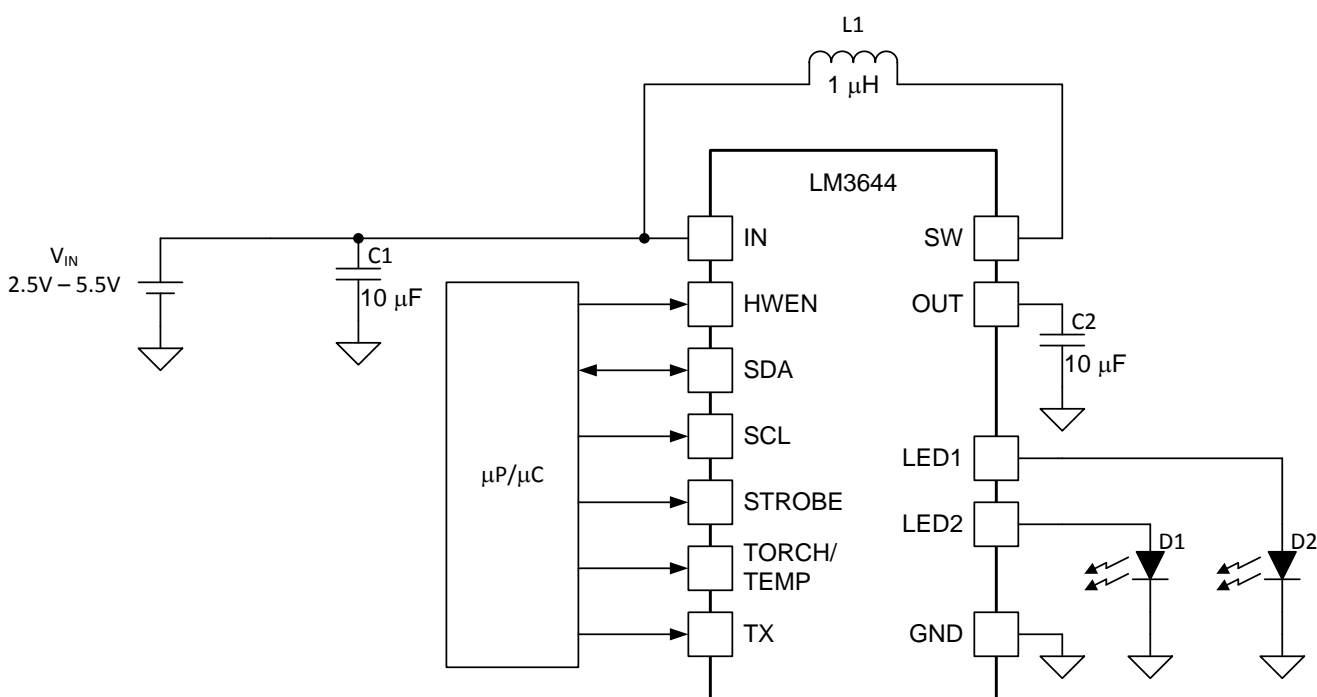 L1
1 μH
LM3644
IN
SW
VIN
2.5V – 5.5V
C1
10 μF
HWEN
OUT
C2
10 μF
SDA
SCL
LED1
μP/μC
STROBE
LED2
TORCH/
TEMP
D1
D2
TX
GND